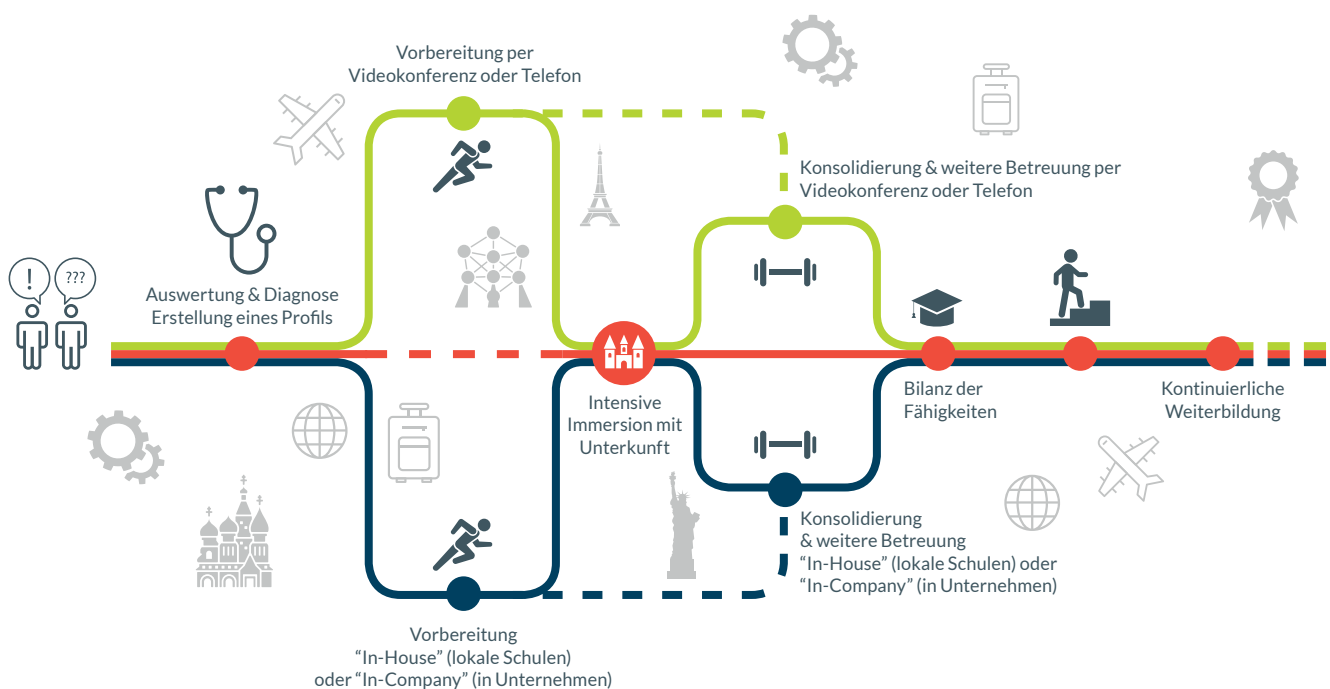 Vorbereitung per
Videokonferenz oder Telefon
Konsolidierung & weitere Betreuung per
Videokonferenz oder Telefon
!
???
Auswertung & Diagnose
Erstellung eines Profils
Intensive
Immersion mit
Unterkunft
Bilanz der
Fähigkeiten
Kontinuierliche
Weiterbildung
Konsolidierung
& weitere Betreuung
“In-House” (lokale Schulen) oder
“In-Company” (in Unternehmen)
Vorbereitung
“In-House” (lokale Schulen)
oder “In-Company” (in Unternehmen)